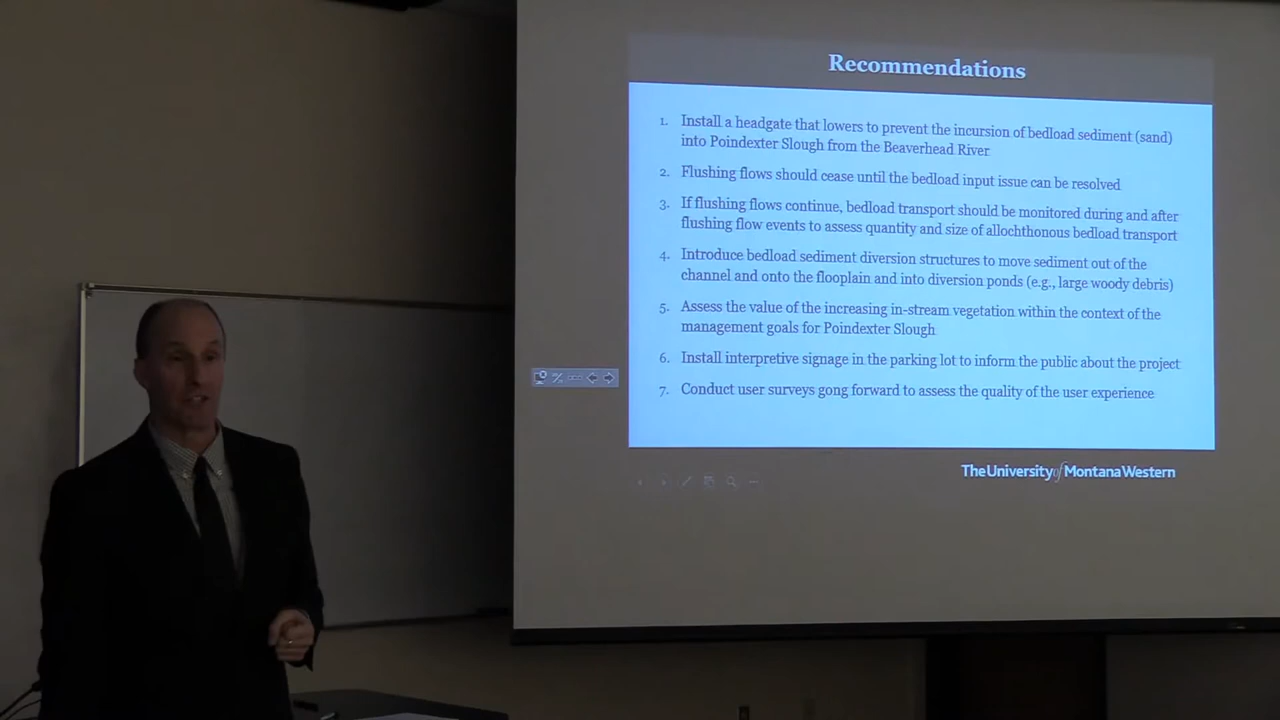 Recommendations
1. Install a headgate that lowers to prevent the incursion of bedload sediment (sand)
into Poindexter Slough from the Beaverhead River
2. Flushing flows should cease until the bedload input issue can be resolved
3. If flushing flows continue, bedload transport should be monitored during and after
flushing flow events to assess quantity and size of allochthonous bedload transport
4. Introduce bedload sediment diversion structures to move sediment out of the
channel and onto the flooplain and into diversion ponds (e.g., large woody debris)
5. Assess the value of the increasing in-stream vegetation within the context of the
management goals for Poindexter Slough
6. Install interpretive signage in the parking lot to inform the public about the project
7. Conduct user surveys gong forward to assess the quality of the user experience
The University of Montana Western